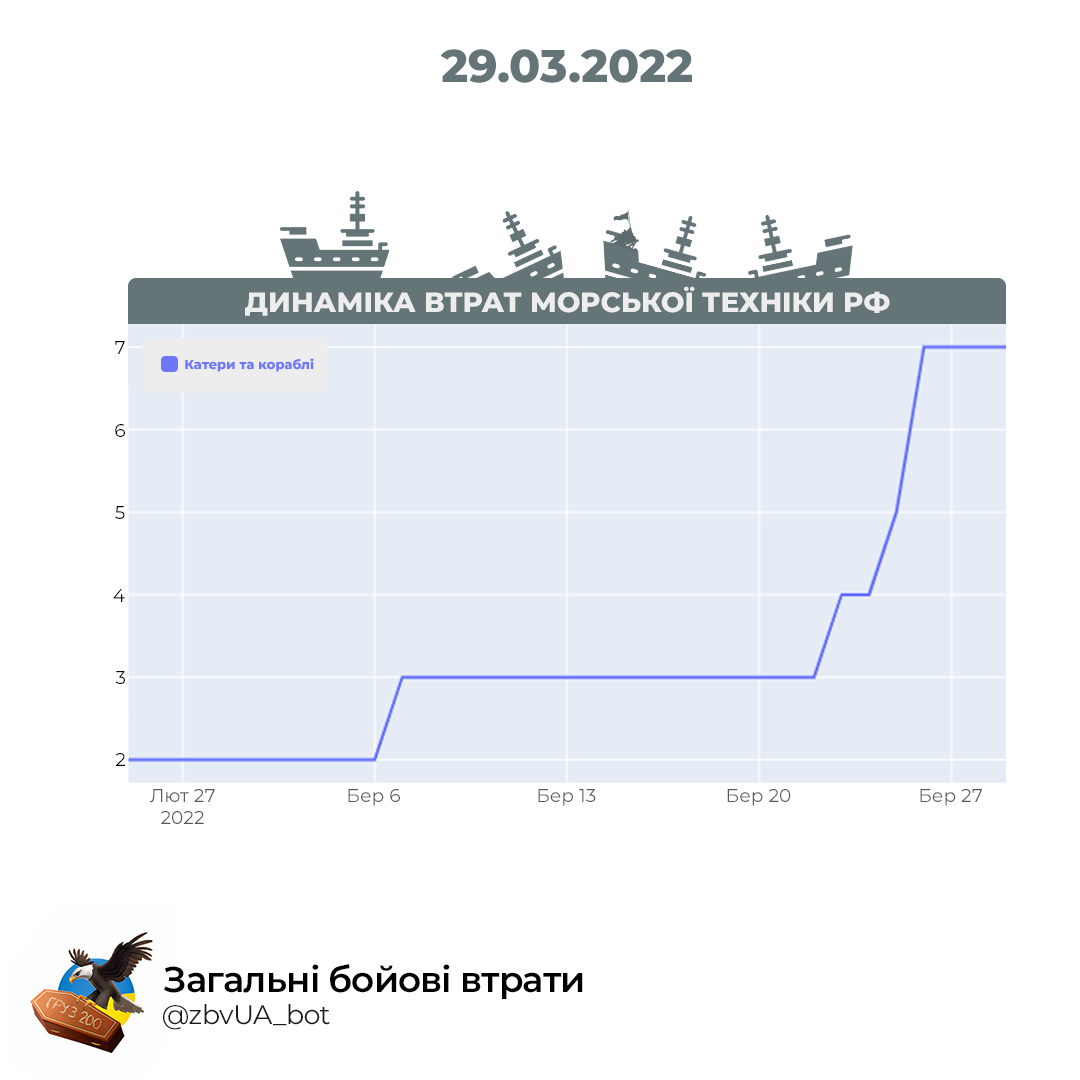 29.03.2022
ДИНАМІКА ВТРАТ МОРСЬКОЇ ТЕХНІКИ РФ
Катери та кораблі
7
6
5
4
3
2
Лют 27 Бер 6 Бер 13 Бер 20 Бер 27
2022
ГРУЗ 200
Загальні бойові втрати
@zbvUA_bot